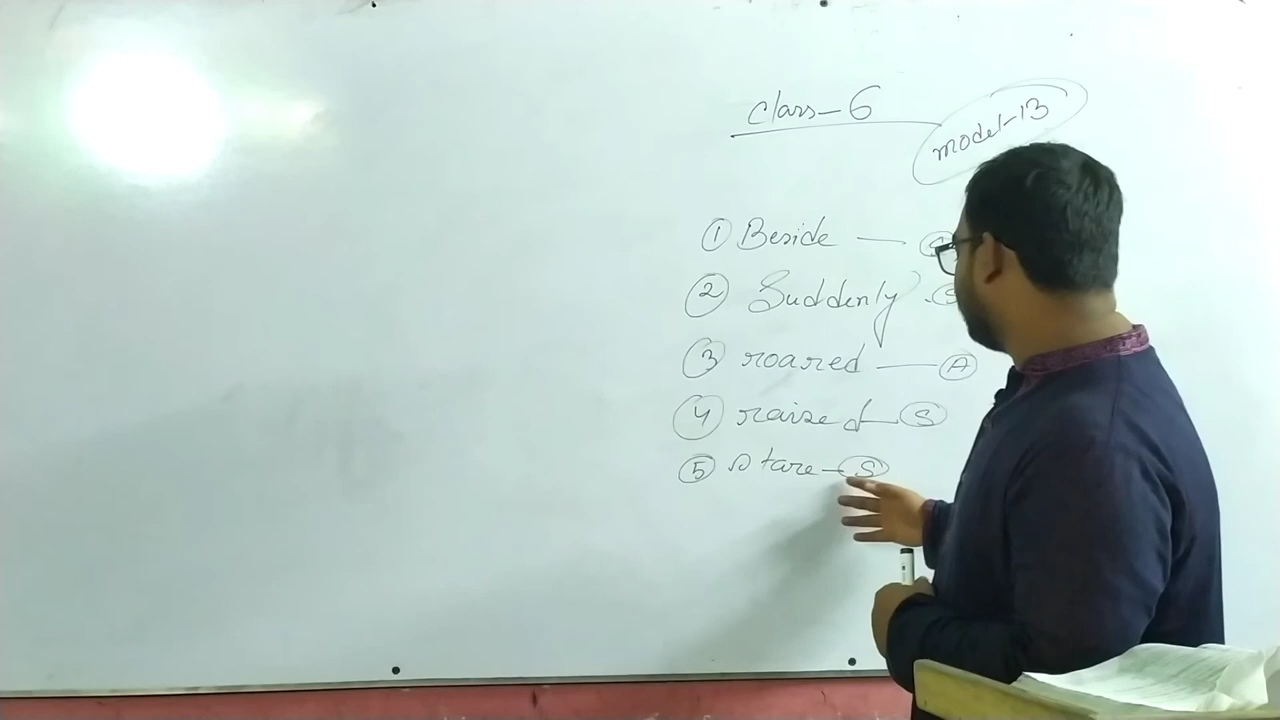 class-6
model-13
① Beside —
② Suddenly
③ roared — Ⓐ
④ raised — Ⓢ
⑤ stare - Ⓢ